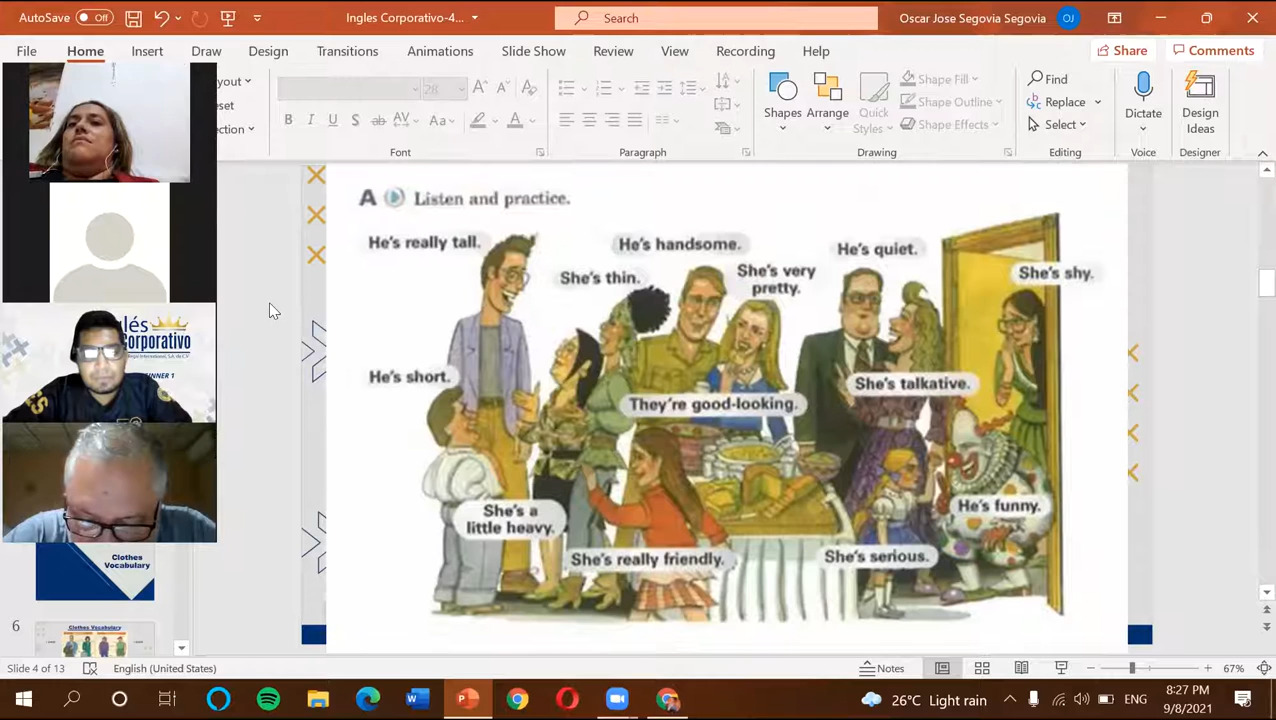 AutoSave Off
Ingles Corporativo-4...
Search
Oscar Jose Segovia Segovia OJ
File Home Insert Draw Design Transitions Animations Slide Show Review View Recording Help
Share Comments
Shapes
Arrange
Quick
Styles
Shape Fill
Shape Outline
Shape Effects
Find
Replace
Select
Dictate
Design
Ideas
Font Paragraph Drawing Editing Voice Designer
A Listen and practice.
He's really tall.
He's handsome.
He's quiet.
She's thin.
She's very
pretty.
She's shy.
He's short.
She's talkative.
They're good-looking.
She's a
little heavy.
He's funny.
She's really friendly.
She's serious.
Clothes
Vocabulary
6
Clothes Vocabulary
Slide 4 of 13
English (United States)
Notes
67%
26°C Light rain
ENG
8:27 PM
9/8/2021